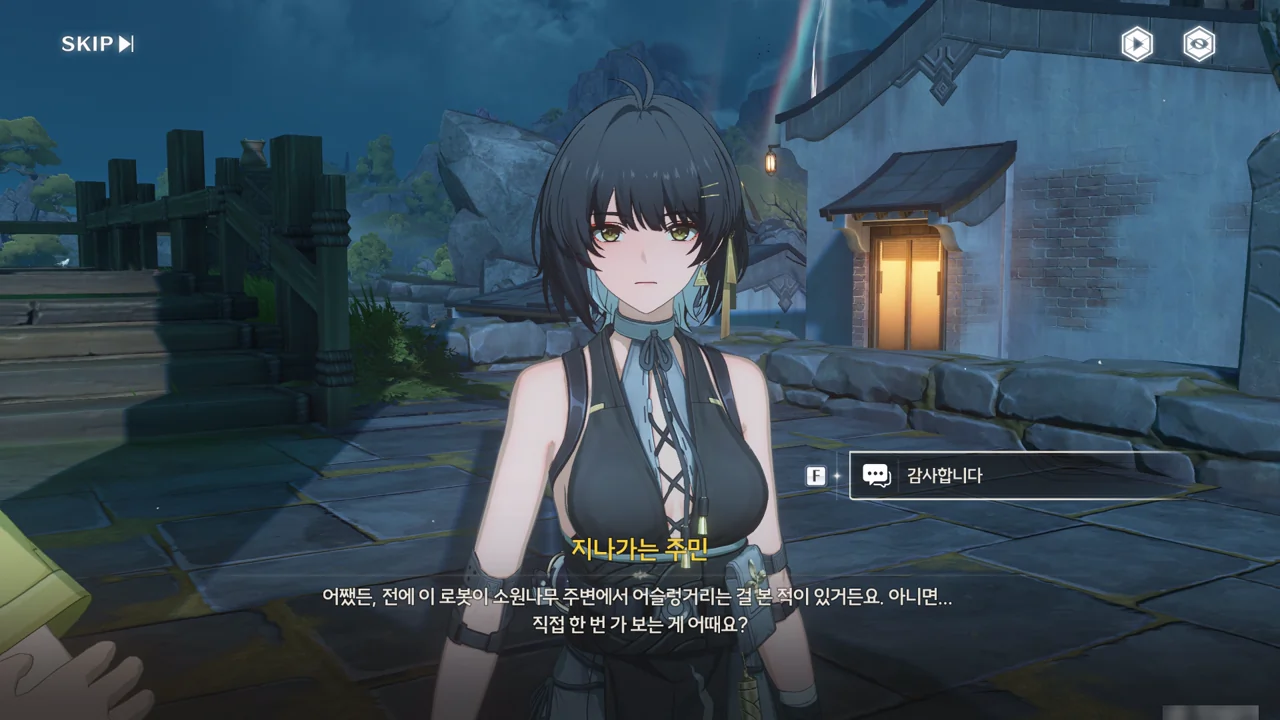 SKIP
F
감사합니다
지나가는 주민
어쨌든, 전에 이 로봇이 소원나무 주변에서 어슬렁거리는 걸 본 적이 있거든요. 아니면...
직접 한 번 가 보는 게 어때요?